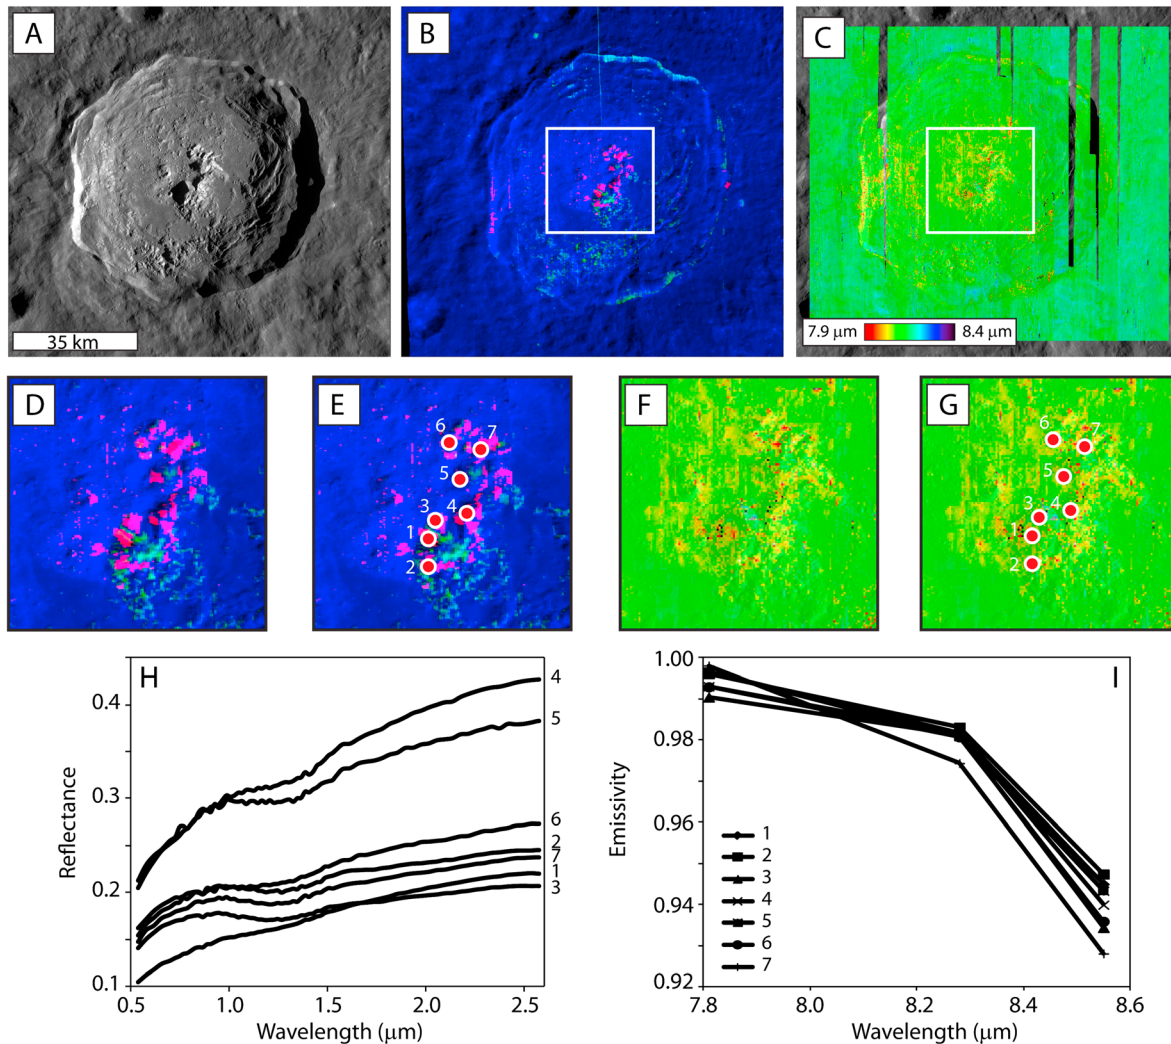 A
B
C
35 km
7.9 μm
8.4 μm
D
E
F
G
6
7
5
3
4
1
2
6
7
5
3
4
1
2
H
0.4
0.3
0.2
0.1
Reflectance
4
5
6
2
7
1
3
0.5
1.0
1.5
2.0
2.5
Wavelength (μm)
I
1.00
0.98
0.96
0.94
0.92
Emissivity
1
2
3
4
5
6
7
7.8
8.0
8.2
8.4
8.6
Wavelength (μm)